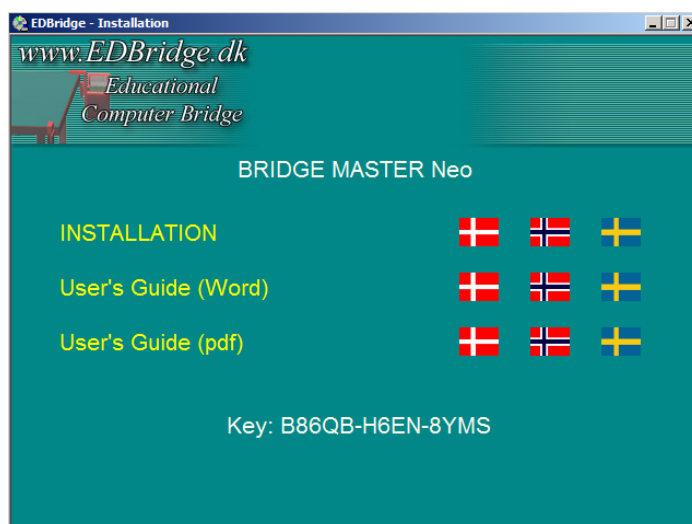 EDBridge - Installation
www.EDBridge.dk
Educational
Computer Bridge
BRIDGE MASTER Neo
INSTALLATION
User's Guide (Word)
User's Guide (pdf)
Key: B86QB-H6EN-8YMS